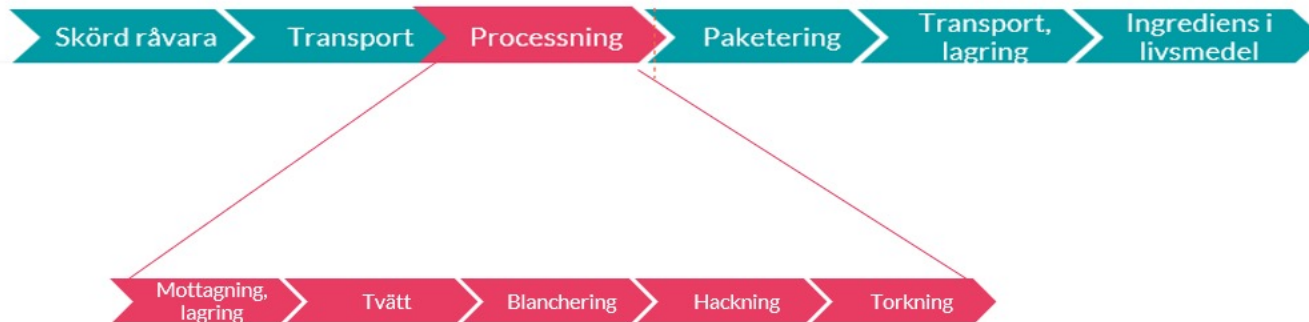 Skörd råvara
Transport
Processning
Paketering
Transport,
lagring
Ingrediens i
livsmedel
Mottagning,
lagring
Tvätt
Blanchering
Hackning
Torkning